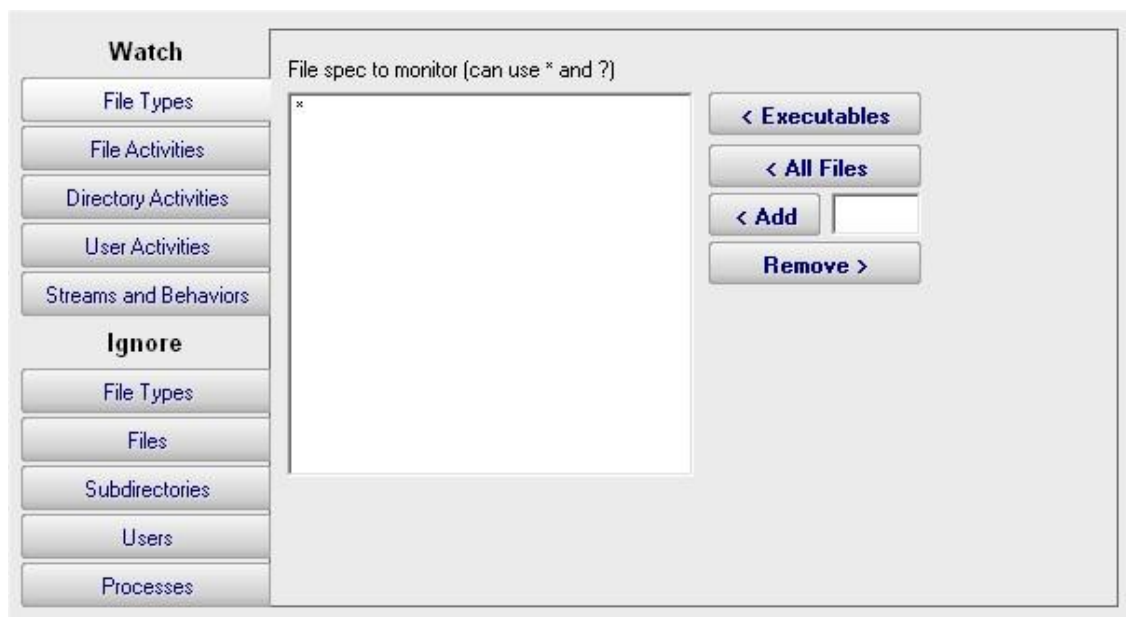 Watch
File Types
File Activities
Directory Activities
User Activities
Streams and Behaviors
Ignore
File Types
Files
Subdirectories
Users
Processes
File spec to monitor (can use * and ?)
*
< Executables
< All Files
< Add
Remove >